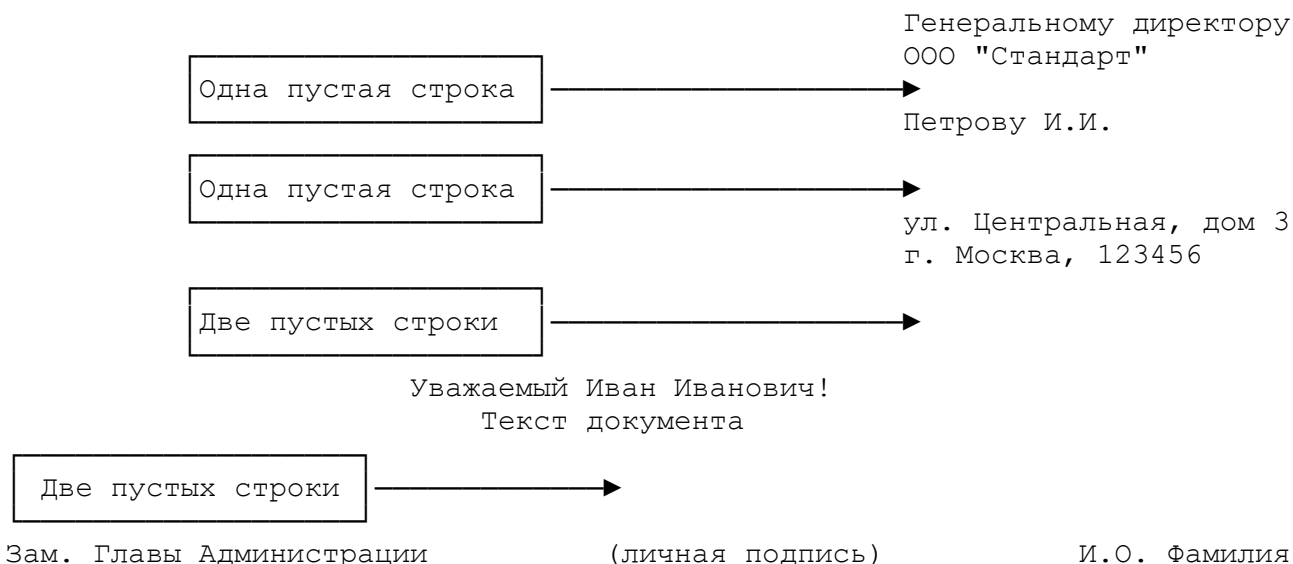 Генеральному директору
ООО "Стандарт"
Одна пустая строка
Петрову И.И.
Одна пустая строка
ул. Центральная, дом 3
г. Москва, 123456
Две пустых строки
Уважаемый Иван Иванович!
Текст документа
Две пустых строки
Зам. Главы Администрации (личная подпись) И.О. Фамилия